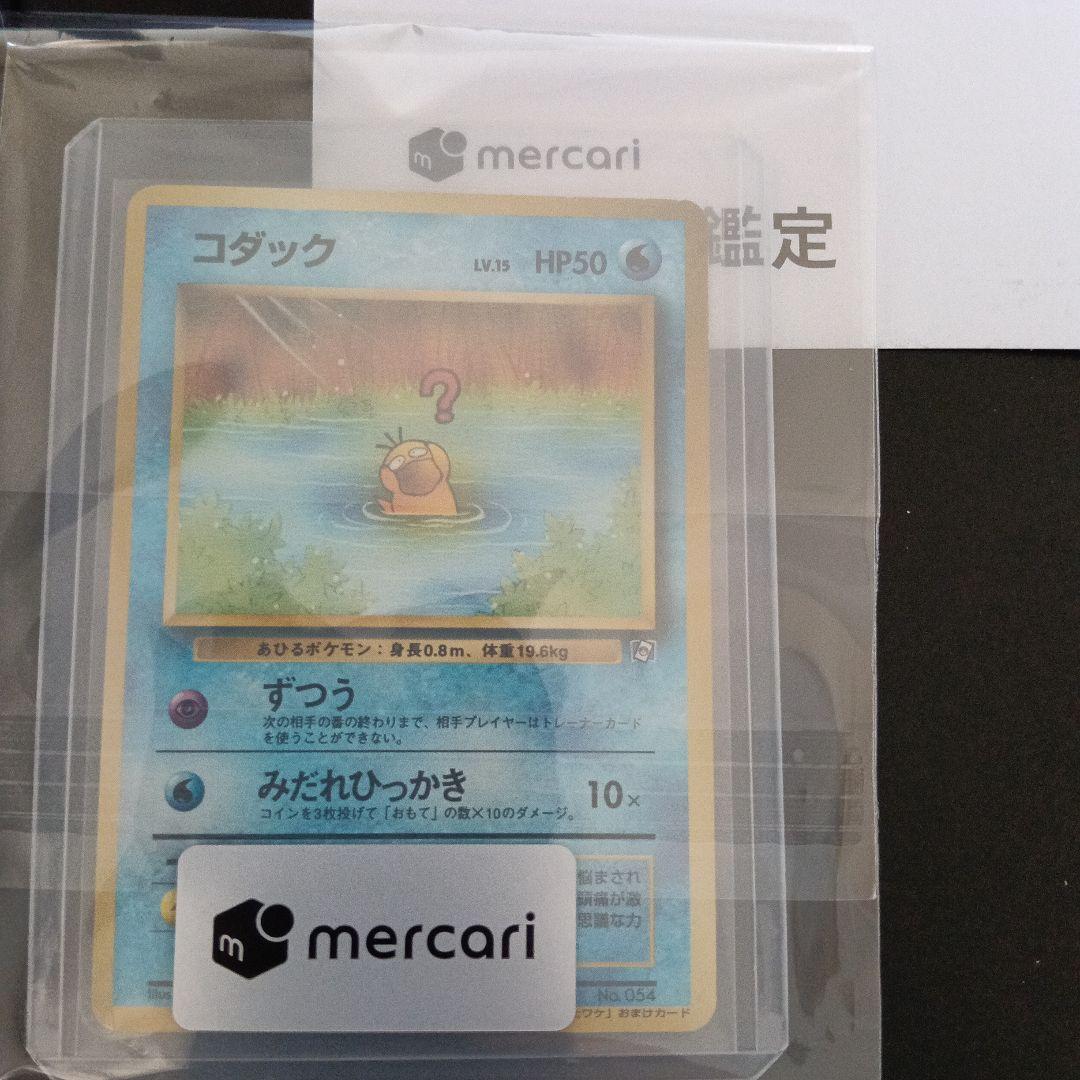 mercari
鑑定
コダック LV.15 HP50
?
あひるポケモン:身長0.8m、体重19.6kg
ずつう
次の相手の番の終わりまで、相手プレイヤーはトレーナーカード
を使うことができない。
みだれひっかき 10×
コインを3枚投げて「おもて」の数×10のダメージ。
悩まされ
頭痛が激
思議な力
mercari
Illus
No. 054
ワケ」おまけカード